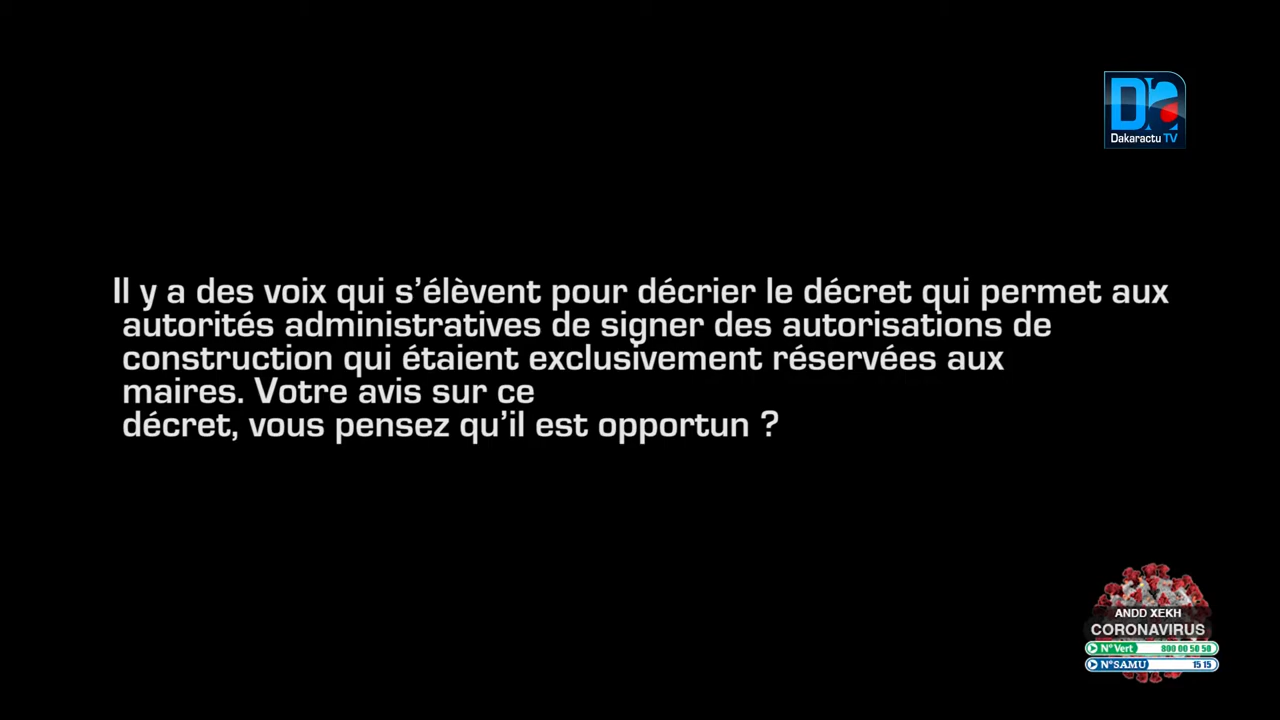 Dakaractu TV
Il y a des voix qui s’élèvent pour décrier le décret qui permet aux
autorités administratives de signer des autorisations de
construction qui étaient exclusivement réservées aux
maires. Votre avis sur ce
décret, vous pensez qu’il est opportun ?
ANDD XEKH
CORONAVIRUS
N° Vert 800 00 50 50
N°SAMU 15 15